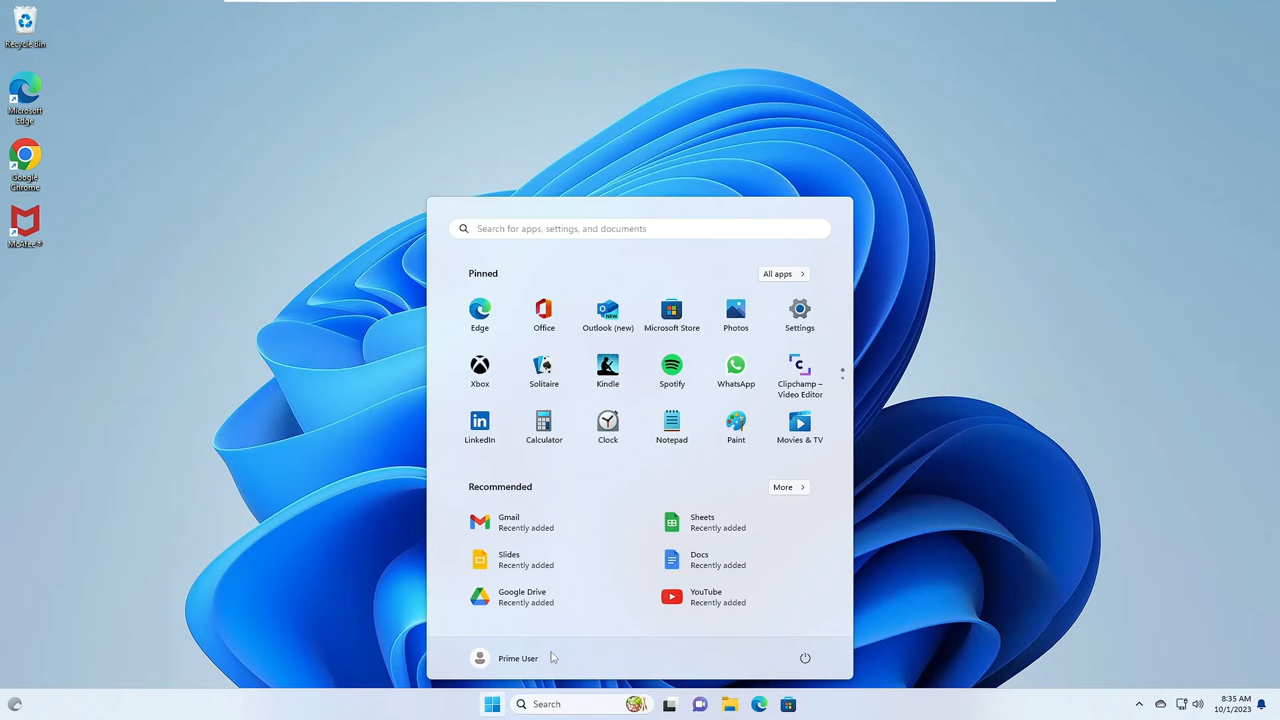 Recycle Bin
Microsoft
Edge
Google
Chrome
McAfee®
Search for apps, settings, and documents
Pinned
All apps
Edge
Office
Outlook (new)
Microsoft Store
Photos
Settings
Xbox
Solitaire
Kindle
Spotify
WhatsApp
Clipchamp –
Video Editor
LinkedIn
Calculator
Clock
Notepad
Paint
Movies & TV
Recommended
More
Gmail
Recently added
Sheets
Recently added
Slides
Recently added
Docs
Recently added
Google Drive
Recently added
YouTube
Recently added
Prime User
Search
8:35 AM
10/1/2023